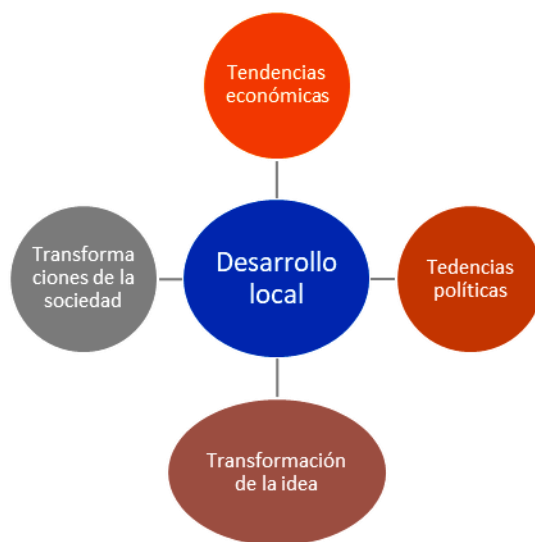 Tendencias
económicas
Transforma
ciones de la
sociedad
Desarrollo
local
Tedencias
políticas
Transformación
de la idea